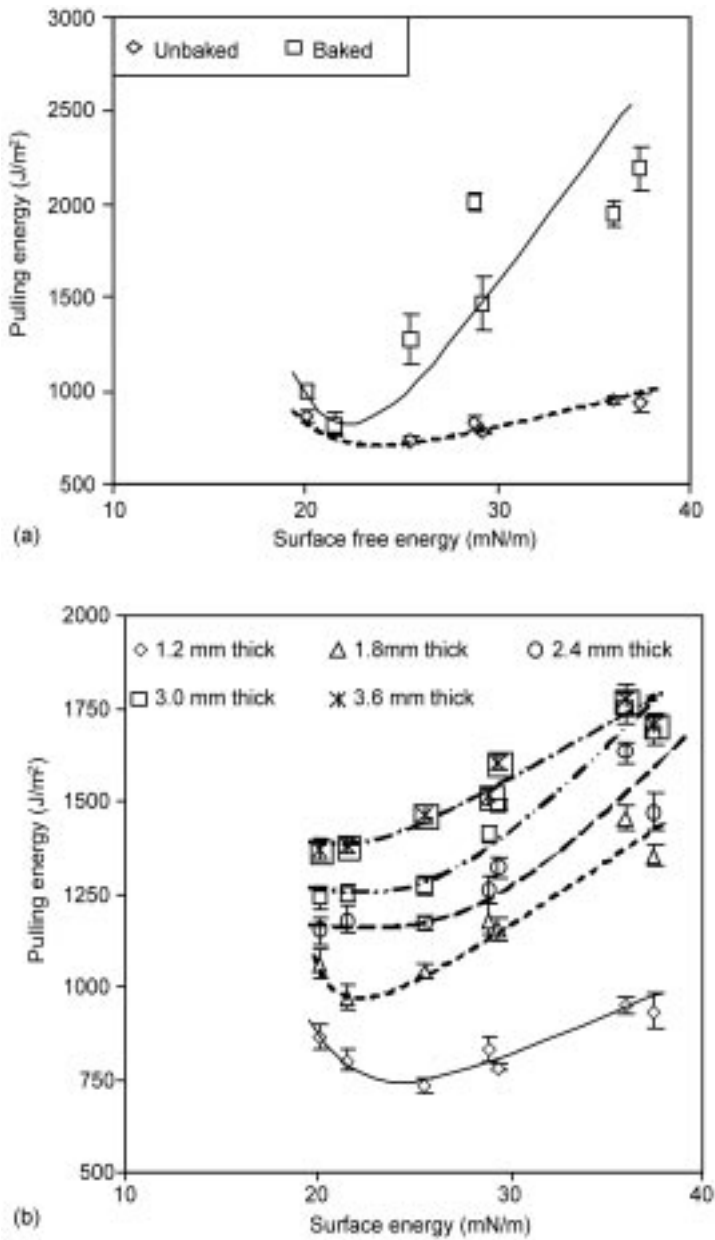 3000
Unbaked Baked
2500
2000
1500
1000
500
10 20 30 40
Pulling energy (J/m²)
(a) Surface free energy (mN/m)
2000
1.2 mm thick 1.8mm thick 2.4 mm thick
3.0 mm thick 3.6 mm thick
1750
1500
1250
1000
750
500
10 20 30 40
Pulling energy (J/m²)
(b) Surface energy (mN/m)